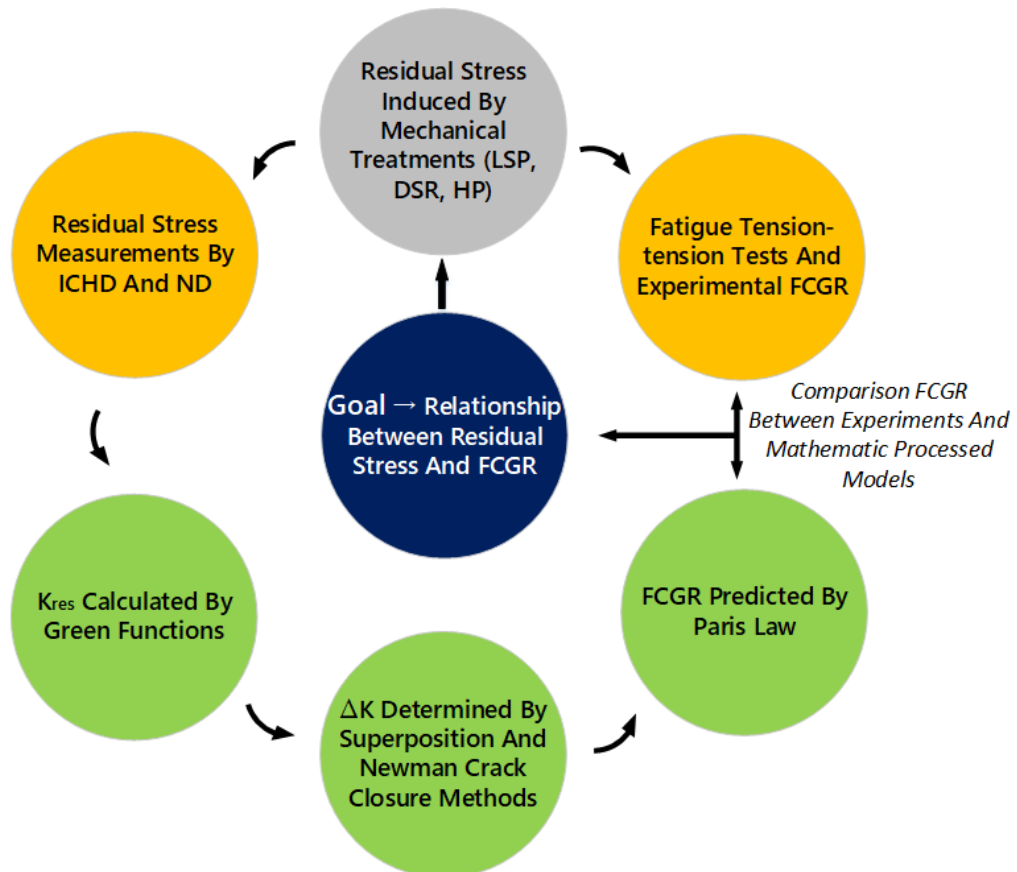 Residual Stress
Induced By
Mechanical
Treatments (LSP,
DSR, HP)
Residual Stress
Measurements By
ICHD And ND
Fatigue Tension-
tension Tests And
Experimental FCGR
Goal → Relationship
Between Residual
Stress And FCGR
Comparison FCGR
Between Experiments And
Mathematic Processed
Models
Kres Calculated By
Green Functions
FCGR Predicted By
Paris Law
ΔK Determined By
Superposition And
Newman Crack
Closure Methods